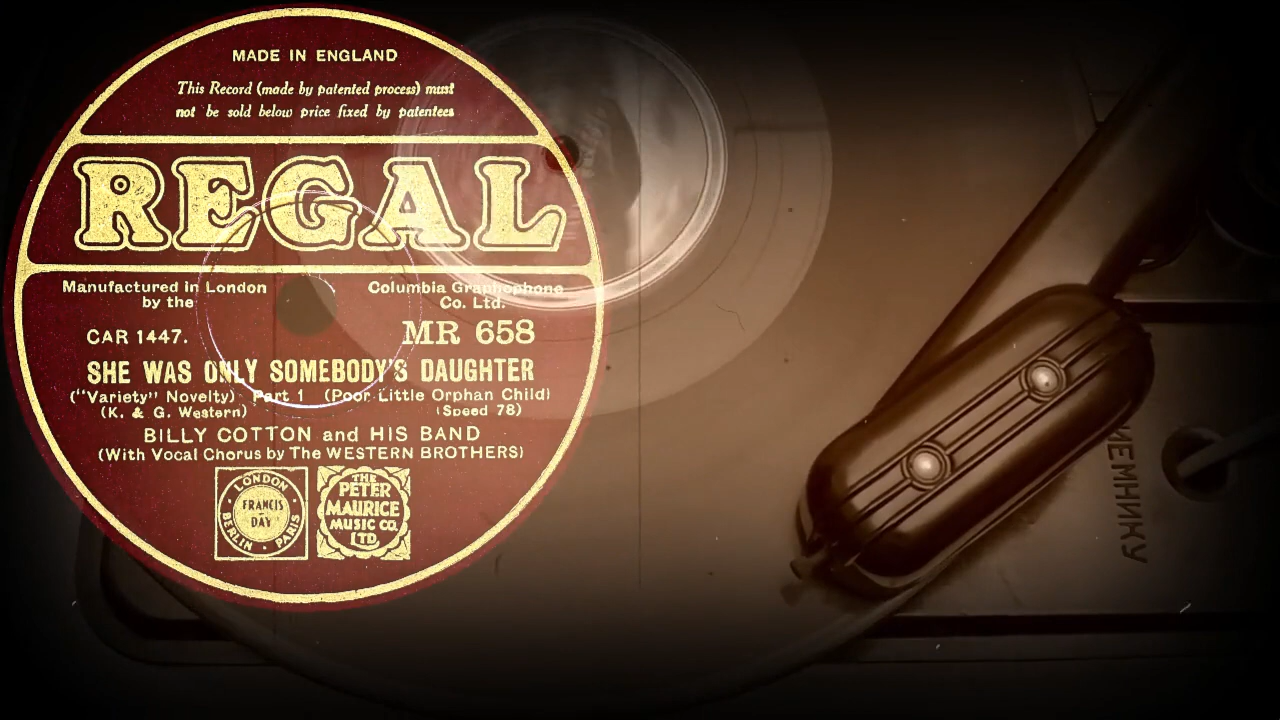 MADE IN ENGLAND
This Record (made by patented process) must
not be sold below price fixed by patentees
REGAL
Manufactured in London
by the
Columbia Graphophone
Co. Ltd.
CAR 1447.
MR 658
SHE WAS ONLY SOMEBODY'S DAUGHTER
("Variety" Novelty) Part 1 (Poor Little Orphan Child)
(K. & G. Western) (Speed 78)
BILLY COTTON and HIS BAND
(With Vocal Chorus by The WESTERN BROTHERS)
LONDON
FRANCIS
DAY
BERLIN · PARIS
THE
PETER
MAURICE
MUSIC CO.
LTD.
ЕМНИКУ